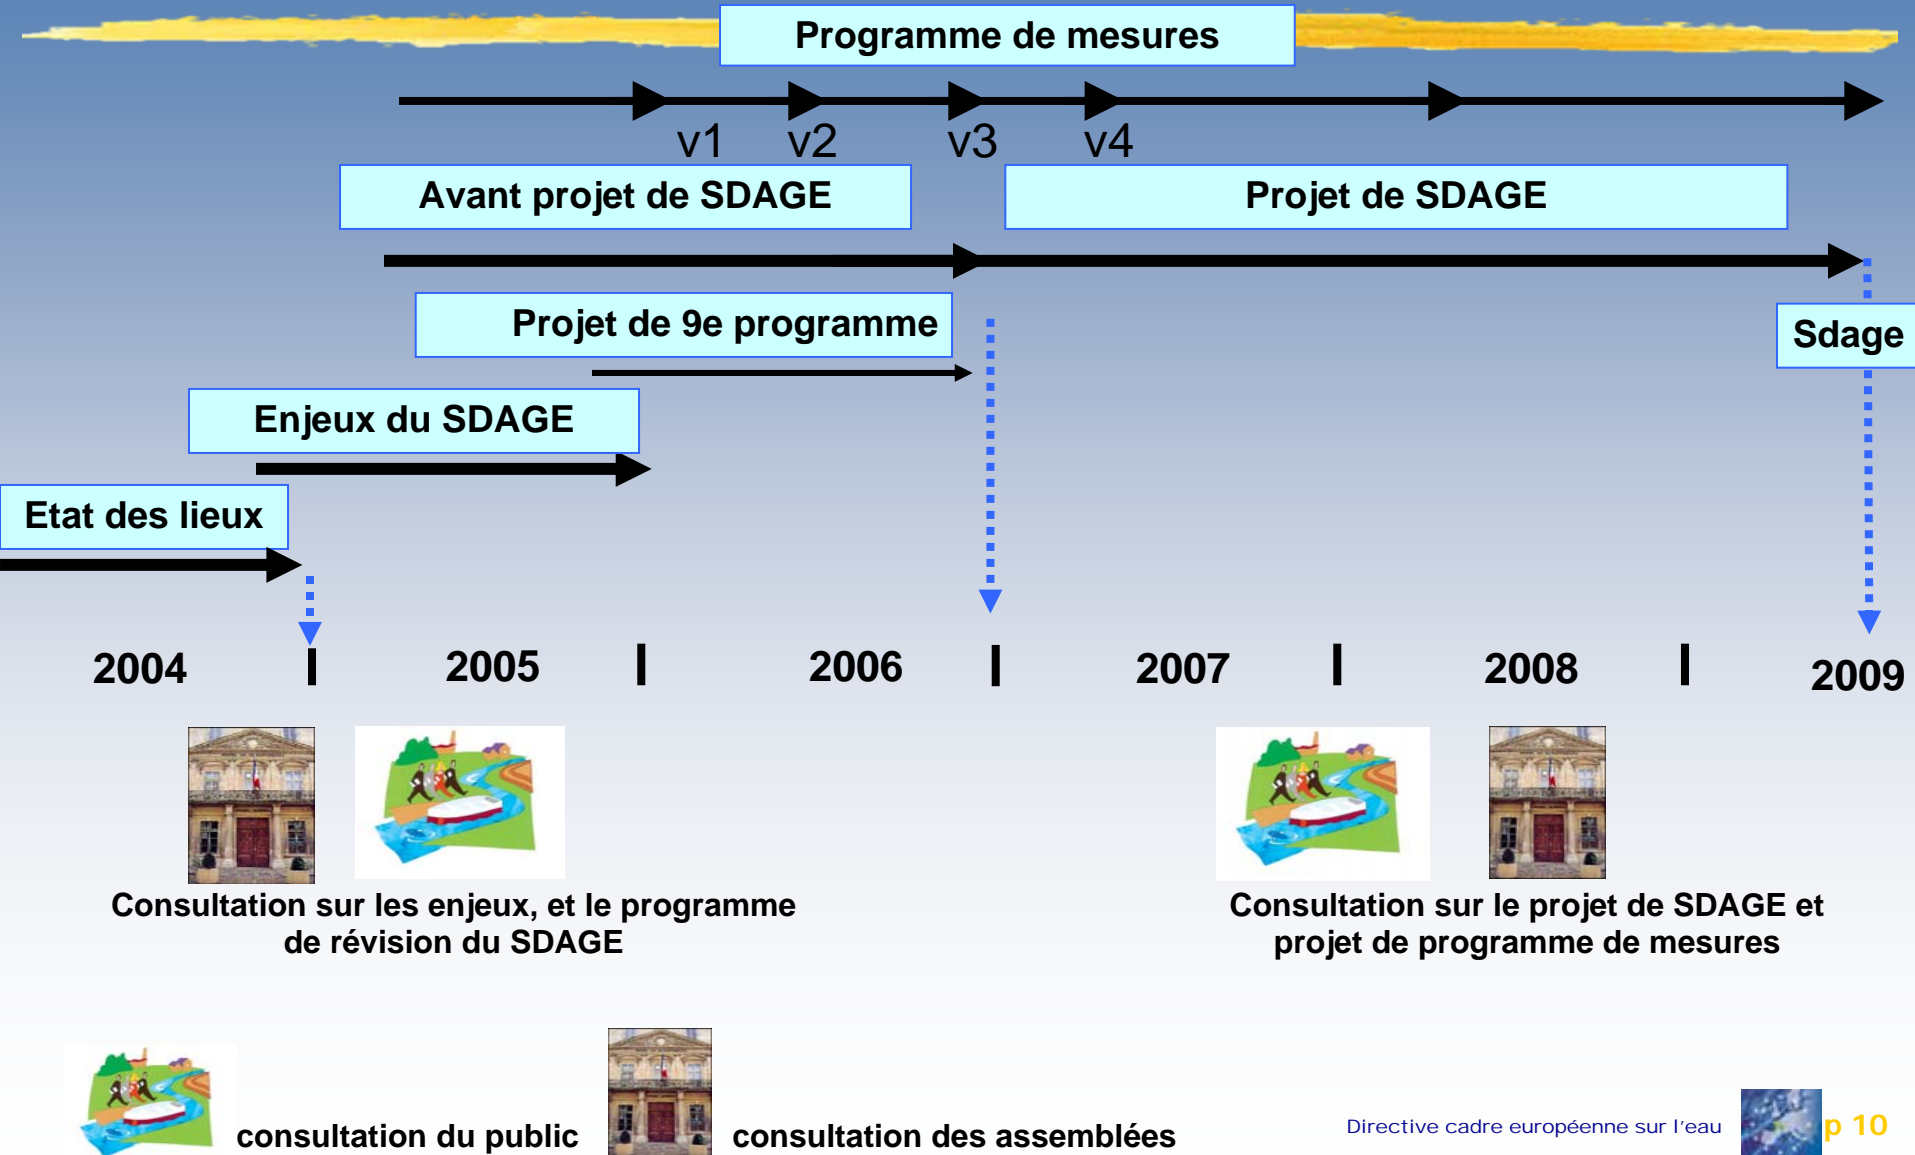 Programme de mesures
v1 v2 v3 v4
Avant projet de SDAGE
Projet de SDAGE
Projet de 9e programme
Sdage
Enjeux du SDAGE
Etat des lieux
2004 2005 2006 2007 2008 2009
Consultation sur les enjeux, et le programme
de révision du SDAGE
Consultation sur le projet de SDAGE et
projet de programme de mesures
consultation du public
consultation des assemblées
Directive cadre européenne sur l'eau
p 10